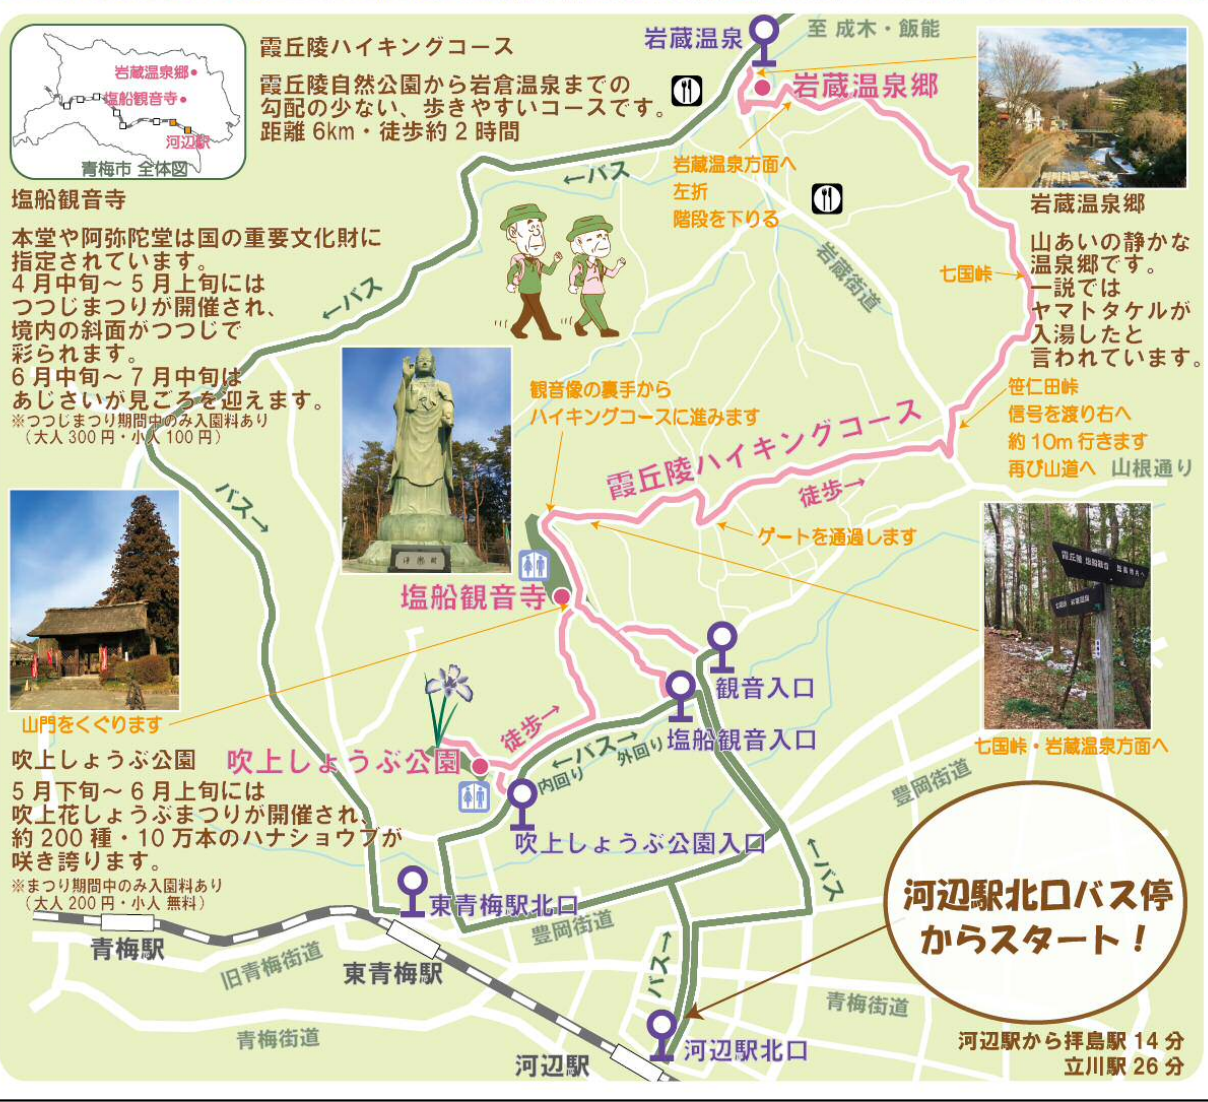 岩蔵温泉郷
塩船観音寺
河辺駅
青梅市 全体図
霞丘陵ハイキングコース
霞丘陵自然公園から岩倉温泉までの
勾配の少ない、歩きやすいコースです。
距離 6km・徒歩約 2 時間
岩蔵温泉
至 成木・飯能
岩蔵温泉郷
岩蔵温泉方面へ
左折
階段を下りる
←バス
←バス
岩蔵街道
七国峠
岩蔵温泉郷
山あいの静かな
温泉郷です。
一説では
ヤマトタケルが
入湯したと
言われています。
塩船観音寺
本堂や阿弥陀堂は国の重要文化財に
指定されています。
4 月中旬～ 5 月上旬には
つつじまつりが開催され、
境内の斜面がつつじで
彩られます。
6 月中旬～ 7 月中旬は
あじさいが見ごろを迎えます。
※つつじまつり期間中のみ入園料あり
（大人 300 円・小人 100 円）
観音像の裏手から
ハイキングコースに進みます
霞丘陵ハイキングコース
徒歩→
笹仁田峠
信号を渡り右へ
約 10m 行きます
再び山道へ
山根通り
ゲートを通過します
バス→
塩船観音寺
山門をくぐります
観音入口
塩船観音入口
七国峠・岩蔵温泉方面へ
吹上しょうぶ公園
5 月下旬～ 6 月上旬には
吹上花しょうぶまつりが開催され、
約 200 種・10 万本のハナショウブが
咲き誇ります。
※まつり期間中のみ入園料あり
（大人 200 円・小人 無料）
吹上しょうぶ公園
徒歩→
←バス→
内回り
外回り
吹上しょうぶ公園入口
豊岡街道
←バス
東青梅駅北口
豊岡街道
青梅駅
旧青梅街道
東青梅駅
青梅街道
バス→
河辺駅北口バス停
からスタート！
青梅街道
河辺駅
河辺駅北口
河辺駅から拝島駅 14 分
立川駅 26 分